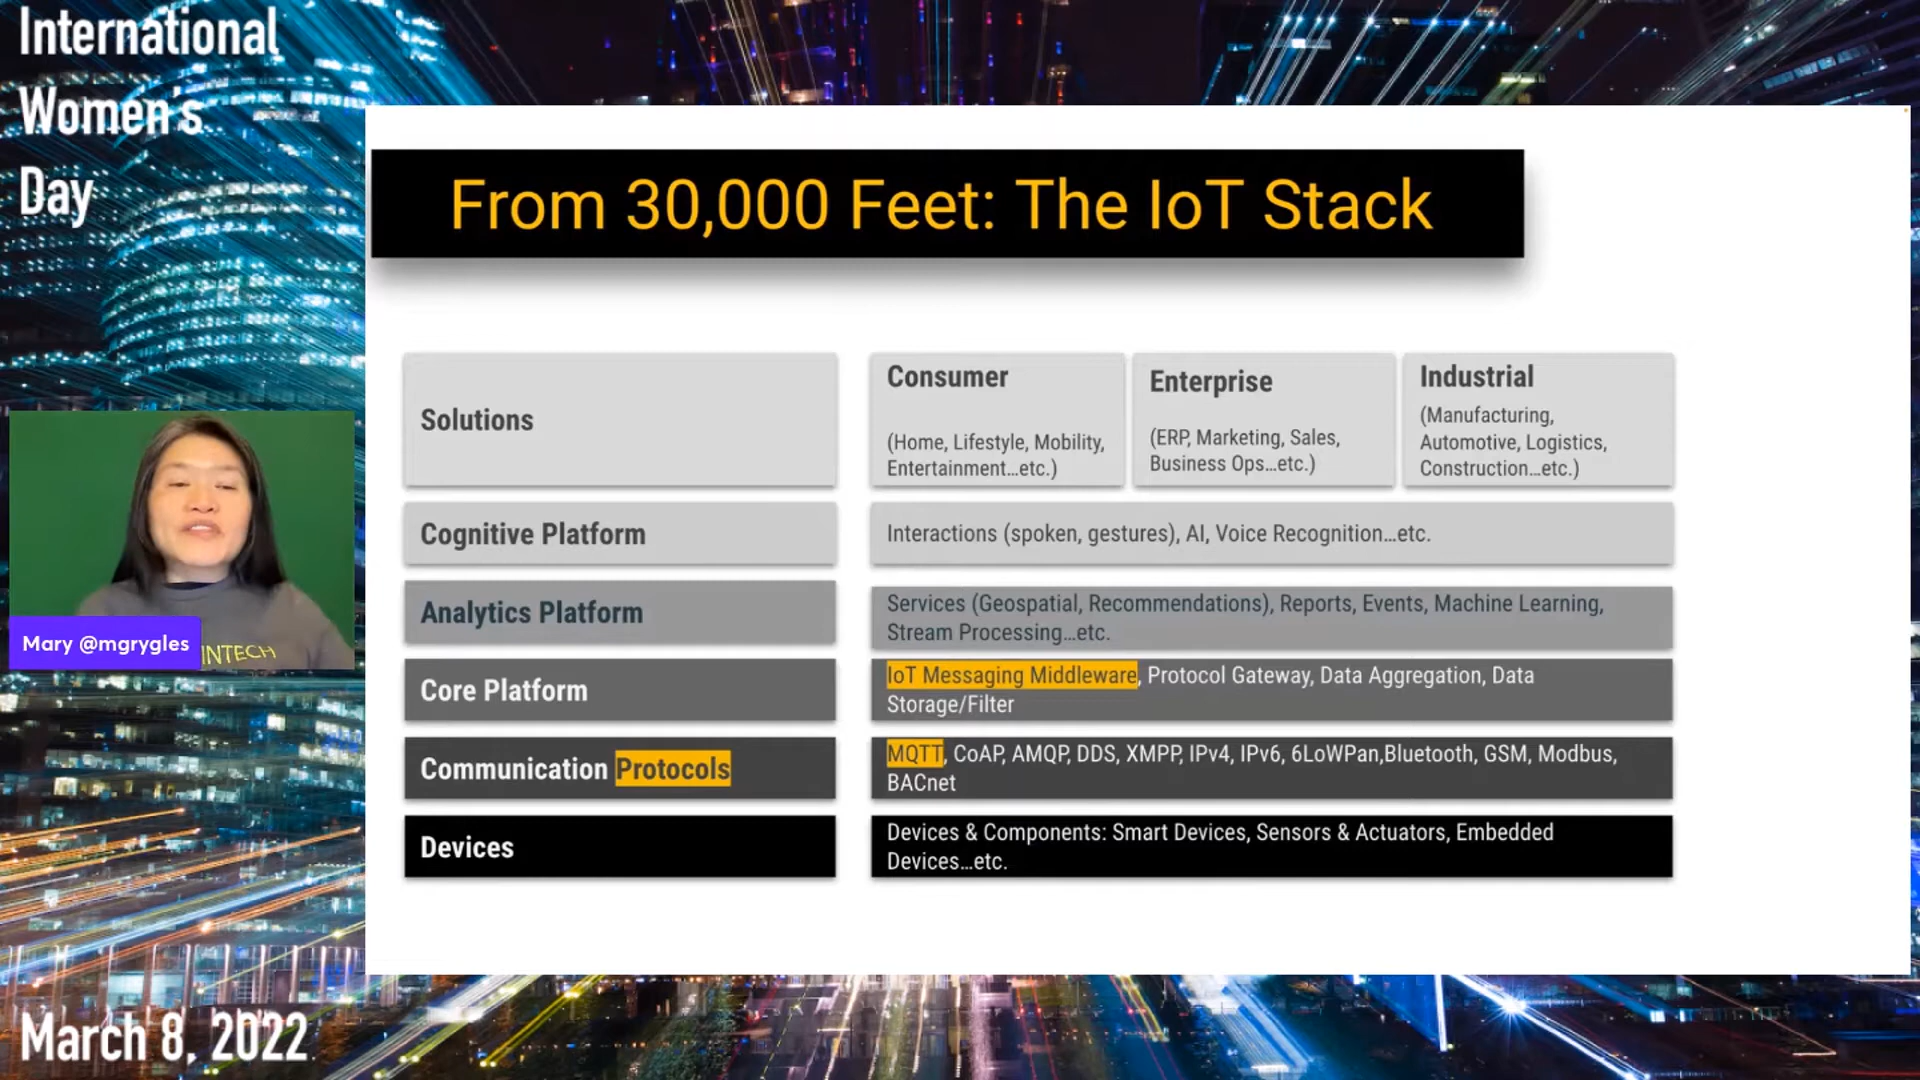 International
Women's
Day
From 30,000 Feet: The IoT Stack
Solutions
Consumer
(Home, Lifestyle, Mobility,
Entertainment...etc.)
Enterprise
(ERP, Marketing, Sales,
Business Ops...etc.)
Industrial
(Manufacturing,
Automotive, Logistics,
Construction...etc.)
Cognitive Platform
Interactions (spoken, gestures), AI, Voice Recognition...etc.
Analytics Platform
Services (Geospatial, Recommendations), Reports, Events, Machine Learning,
Stream Processing...etc.
Core Platform
IoT Messaging Middleware, Protocol Gateway, Data Aggregation, Data
Storage/Filter
Communication Protocols
MQTT, CoAP, AMQP, DDS, XMPP, IPv4, IPv6, 6LoWPan,Bluetooth, GSM, Modbus,
BACnet
Devices
Devices & Components: Smart Devices, Sensors & Actuators, Embedded
Devices...etc.
Mary @mgrygles
INTECH
March 8, 2022